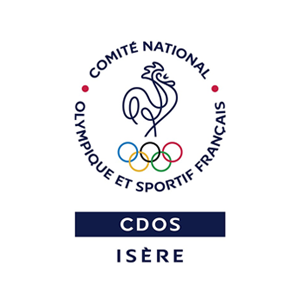 COMITÉ NATIONAL
OLYMPIQUE ET SPORTIF FRANÇAIS
CDOS
ISÈRE